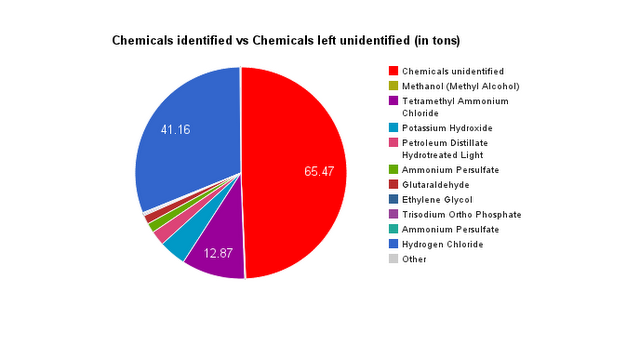 Chemicals identified vs Chemicals left unidentified (in tons)
41.16
65.47
12.87
Chemicals unidentified
Methanol (Methyl Alcohol)
Tetramethyl Ammonium
Chloride
Potassium Hydroxide
Petroleum Distillate
Hydrotreated Light
Ammonium Persulfate
Glutaraldehyde
Ethylene Glycol
Trisodium Ortho Phosphate
Ammonium Persulfate
Hydrogen Chloride
Other